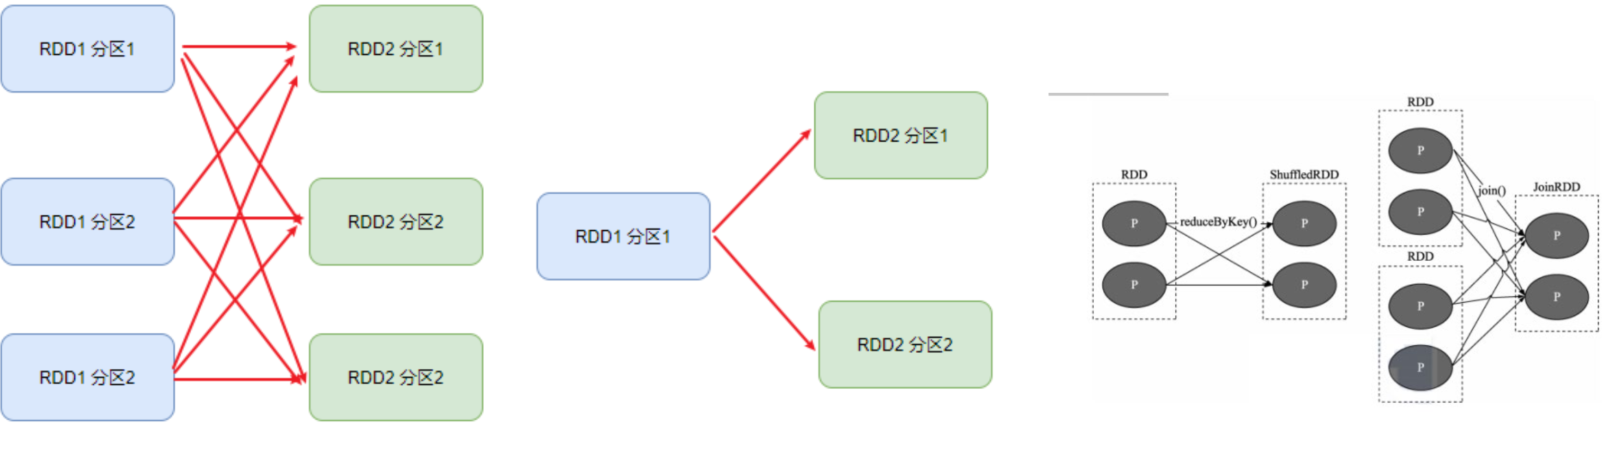 RDD1 分区1
RDD2 分区1
RDD1 分区2
RDD2 分区2
RDD1 分区2
RDD2 分区2
RDD1 分区1
RDD2 分区1
RDD2 分区2
RDD
P
P
reduceByKey()
ShuffledRDD
P
P
RDD
P
P
RDD
P
P
join()
JoinRDD
P
P